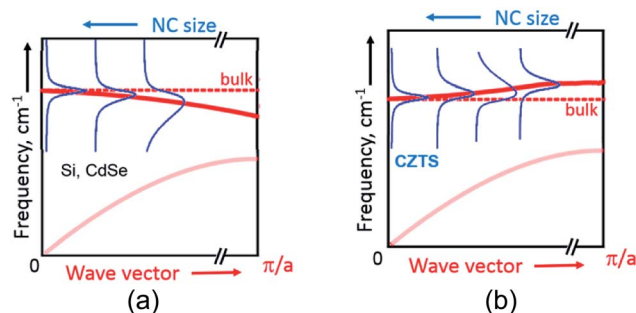 NC size
Frequency, cm⁻¹
bulk
Si, CdSe
0
Wave vector
π/a
(a)
NC size
Frequency, cm⁻¹
bulk
CZTS
0
Wave vector
π/a
(b)